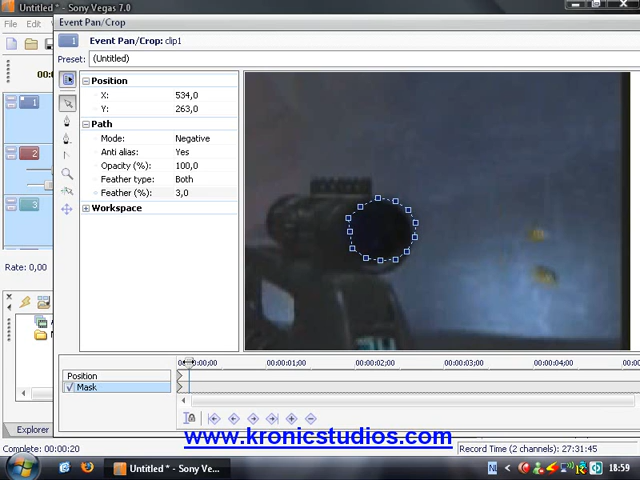 Untitled * - Sony Vegas 7.0
File Edit
Event Pan/Crop
Event Pan/Crop: clip1
Preset: (Untitled)
Position
X: 534,0
Y: 263,0
Path
Mode: Negative
Anti alias: Yes
Opacity (%): 100,0
Feather type: Both
Feather (%): 3,0
Workspace
1
2
3
Rate: 0,00
00:00:01;00
00:00:02;00
00:00:03;00
00:00:04;00
Position
Mask
Explorer
www.kronicstudios.com
Complete: 00:00:20
Record Time (2 channels): 27:31:45
Untitled * - Sony Ve...
NL
18:59